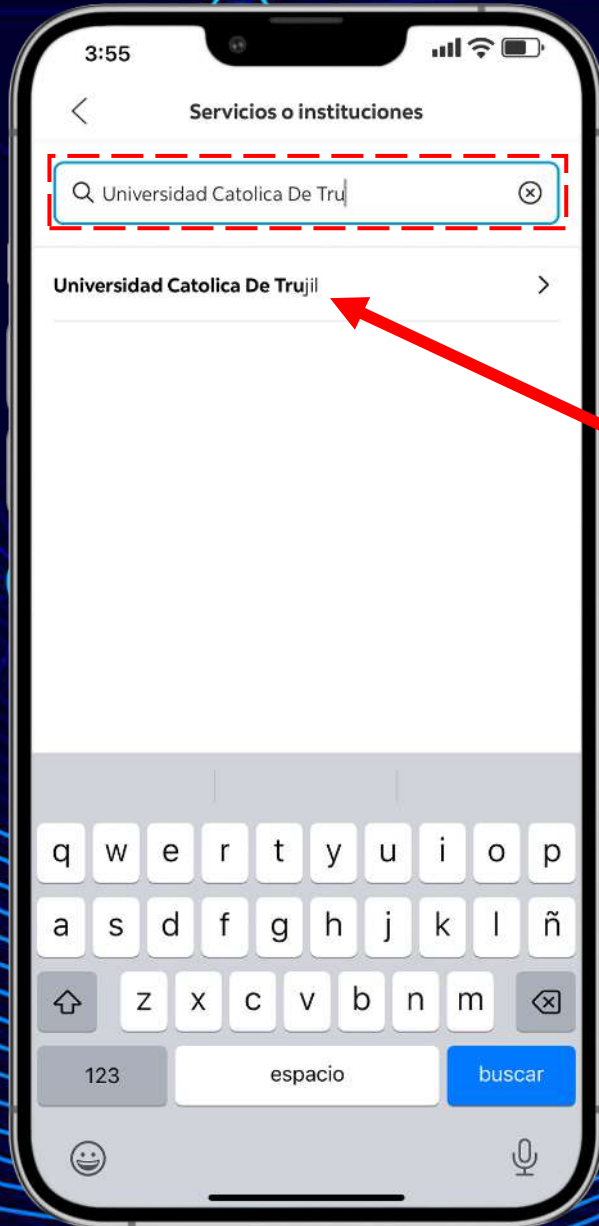 3:55
Servicios o instituciones
Universidad Catolica De Tru
Universidad Catolica De Trujil
q w e r t y u i o p
a s d f g h j k l ñ
z x c v b n m
123 espacio buscar